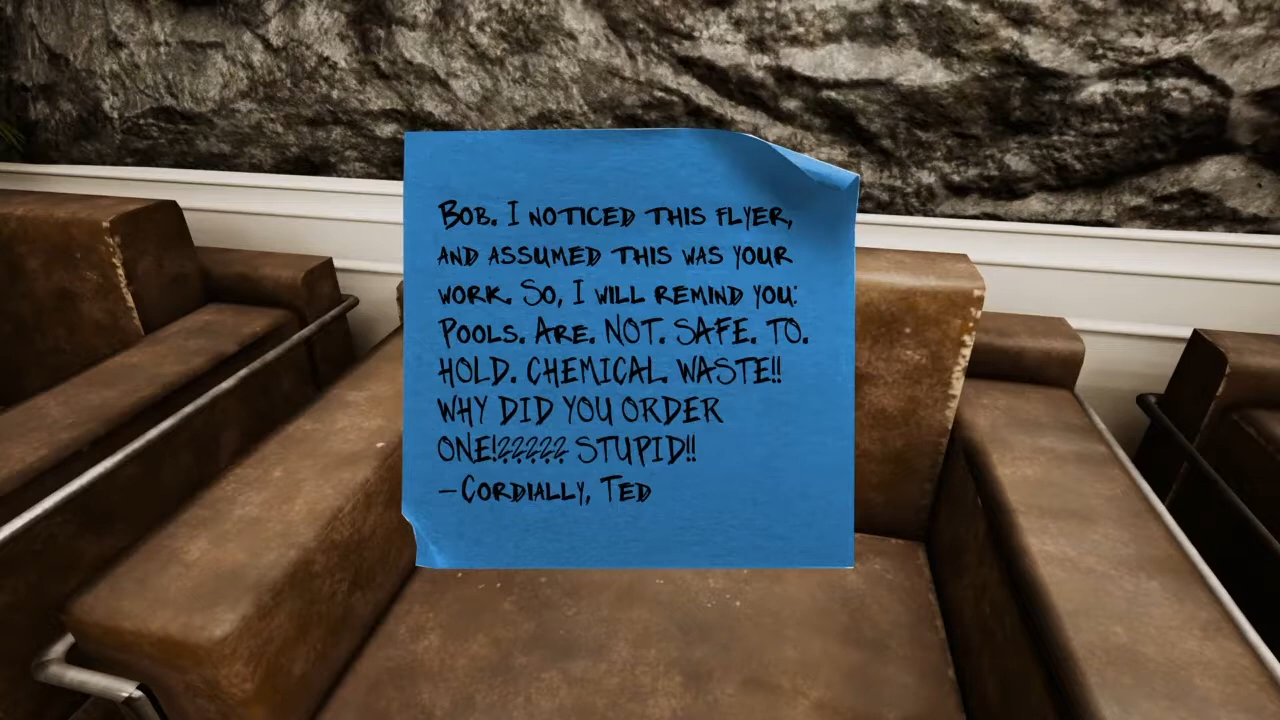 Bob. I noticed this flyer,
and assumed this was your
work. So, I will remind you:
Pools. Are. NOT. SAFE. TO.
HOLD. CHEMICAL. WASTE!!
WHY DID YOU ORDER
ONE!????? STUPID!!
–Cordially, Ted